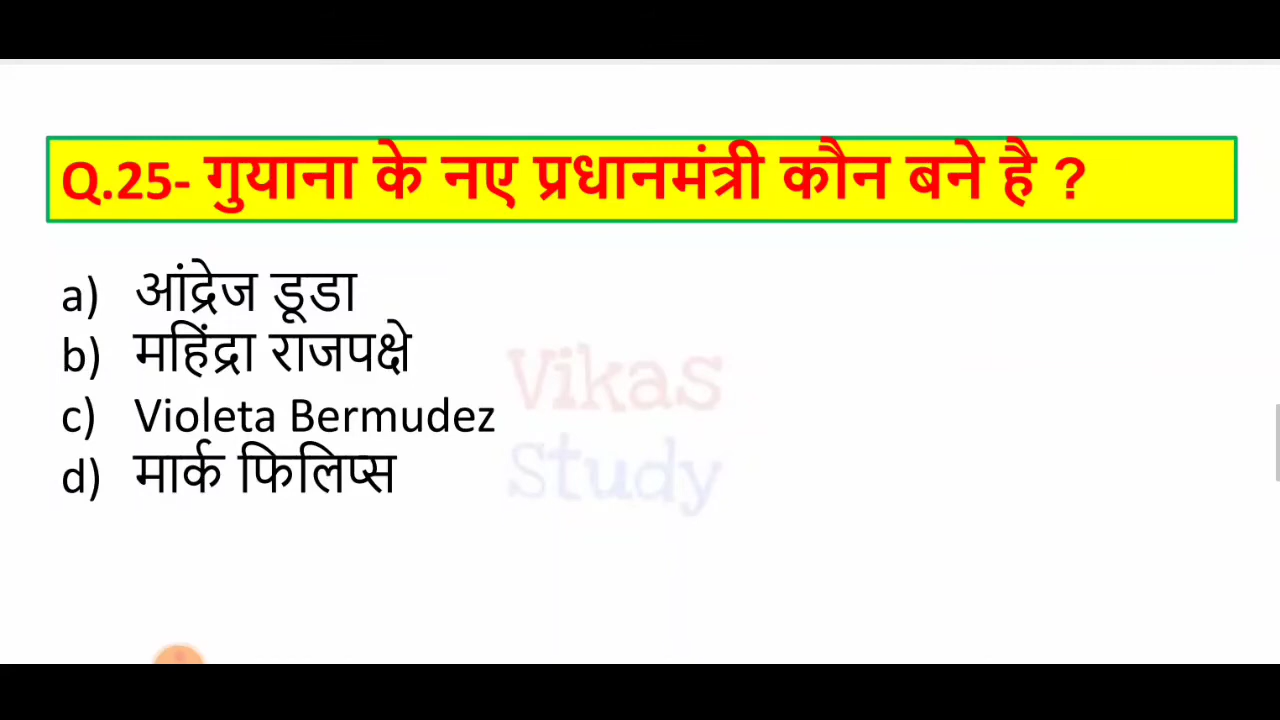 Q.25- गुयाना के नए प्रधानमंत्री कौन बने है ?
a) आंद्रेज डूडा
b) महिंद्रा राजपक्षे
c) Violeta Bermudez
d) मार्क फिलिप्स
Vikas
Study